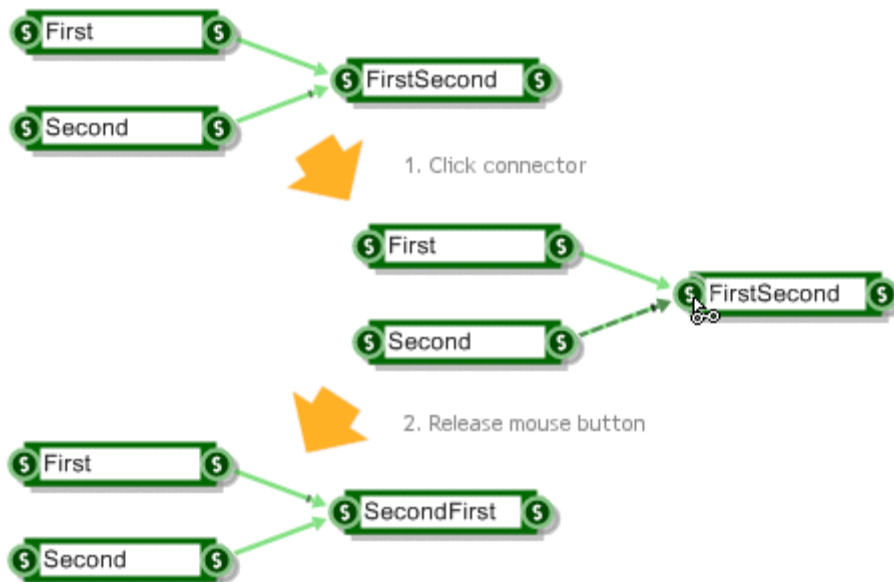 $ First $
$ FirstSecond $
$ Second $
1. Click connector
$ First $
$ FirstSecond $
$ Second $
2. Release mouse button
$ First $
$ SecondFirst $
$ Second $